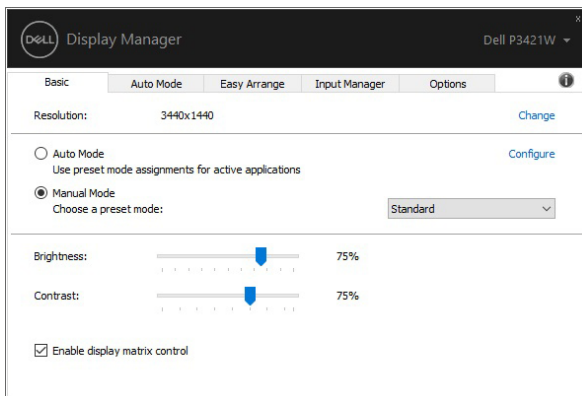 DELL Display Manager
Dell P3421W
x
Basic Auto Mode Easy Arrange Input Manager Options i
Resolution: 3440x1440 Change
Auto Mode Configure
Use preset mode assignments for active applications
Manual Mode
Choose a preset mode: Standard
Brightness: 75%
Contrast: 75%
Enable display matrix control